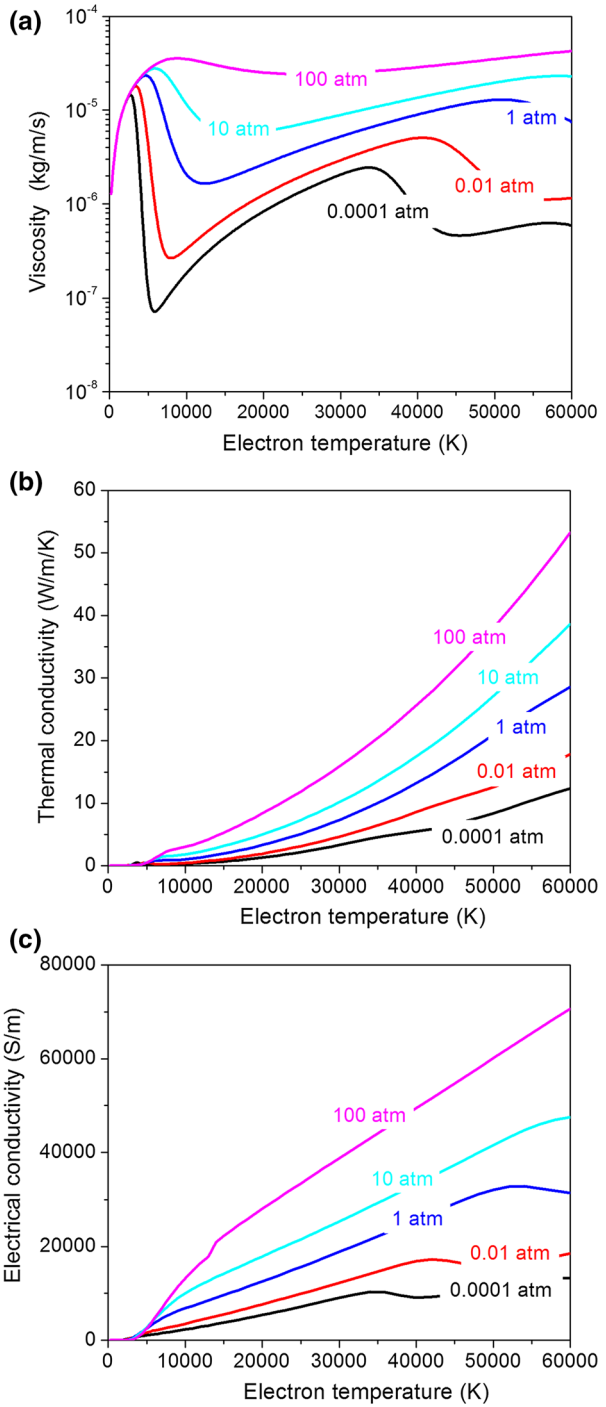 (a)
10⁻⁴
10⁻⁵
10⁻⁶
10⁻⁷
10⁻⁸
Viscosity (kg/m/s)
100 atm
10 atm
1 atm
0.01 atm
0.0001 atm
0 10000 20000 30000 40000 50000 60000
Electron temperature (K)
(b)
60
50
40
30
20
10
0
Thermal conductivity (W/m/K)
100 atm
10 atm
1 atm
0.01 atm
0.0001 atm
0 10000 20000 30000 40000 50000 60000
Electron temperature (K)
(c)
80000
60000
40000
20000
0
Electrical conductivity (S/m)
100 atm
10 atm
1 atm
0.01 atm
0.0001 atm
0 10000 20000 30000 40000 50000 60000
Electron temperature (K)